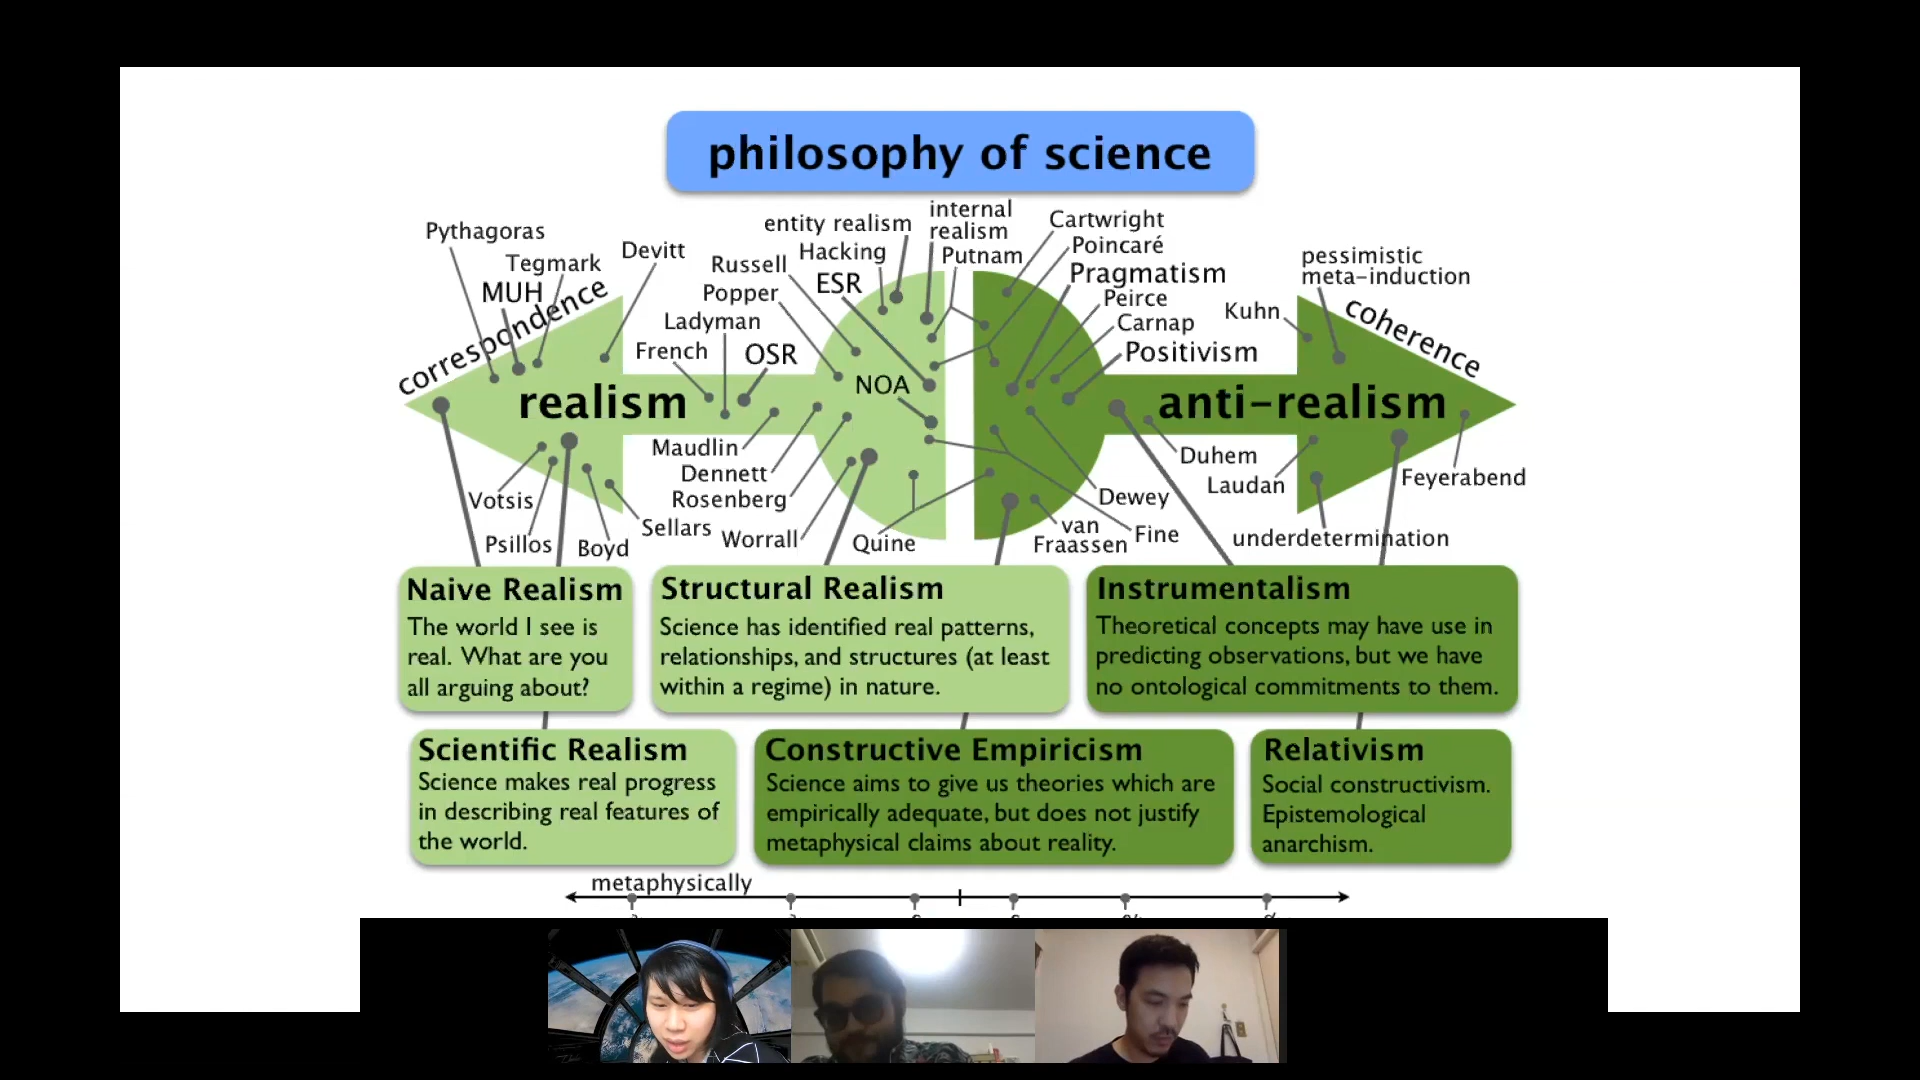 philosophy of science
Pythagoras
Tegmark
MUH
Devitt
correspondence
Russell
Popper
Ladyman
French
OSR
entity realism
Hacking
ESR
internal
realism
Putnam
NOA
Cartwright
Poincaré
Pragmatism
Peirce
Carnap
Positivism
Kuhn
pessimistic
meta-induction
coherence
realism
anti-realism
Votsis
Psillos
Boyd
Sellars
Maudlin
Dennett
Rosenberg
Worrall
Quine
van
Fraassen
Fine
Dewey
Duhem
Laudan
underdetermination
Feyerabend
Naive Realism
The world I see is
real. What are you
all arguing about?
Structural Realism
Science has identified real patterns,
relationships, and structures (at least
within a regime) in nature.
Instrumentalism
Theoretical concepts may have use in
predicting observations, but we have
no ontological commitments to them.
Scientific Realism
Science makes real progress
in describing real features of
the world.
Constructive Empiricism
Science aims to give us theories which are
empirically adequate, but does not justify
metaphysical claims about reality.
Relativism
Social constructivism.
Epistemological
anarchism.
metaphysically